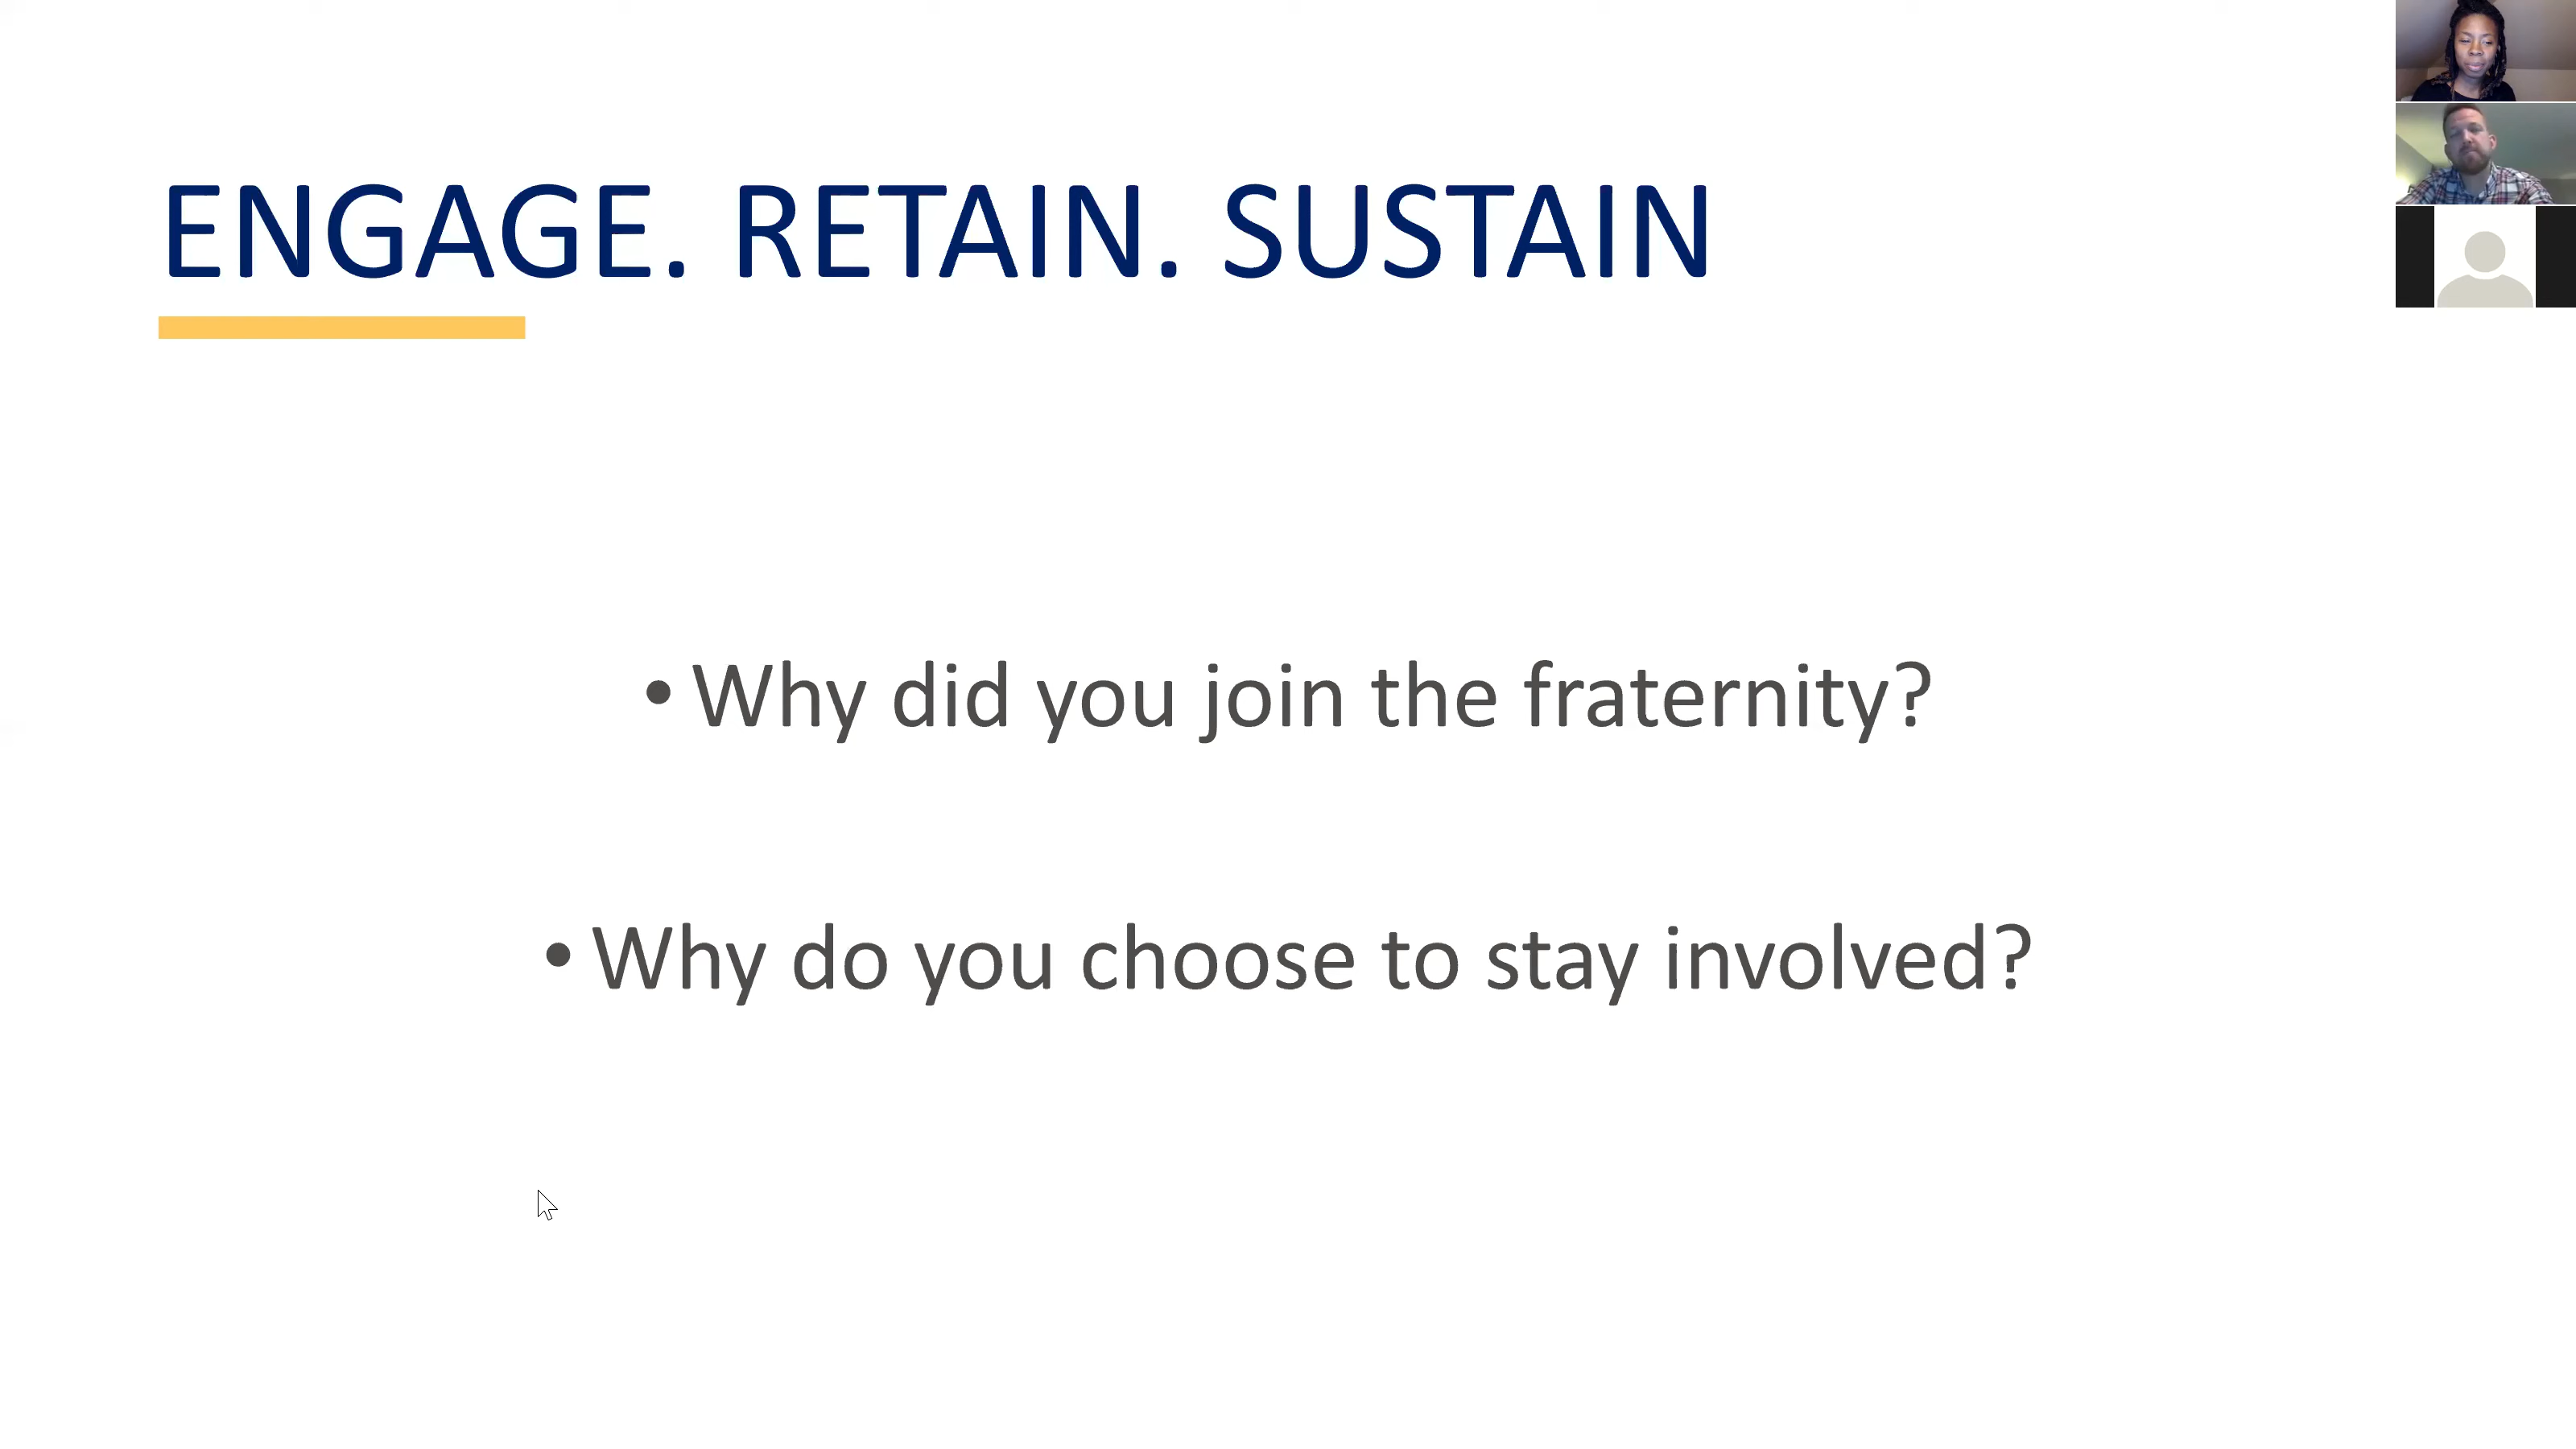 ENGAGE. RETAIN. SUSTAIN
• Why did you join the fraternity?
• Why do you choose to stay involved?